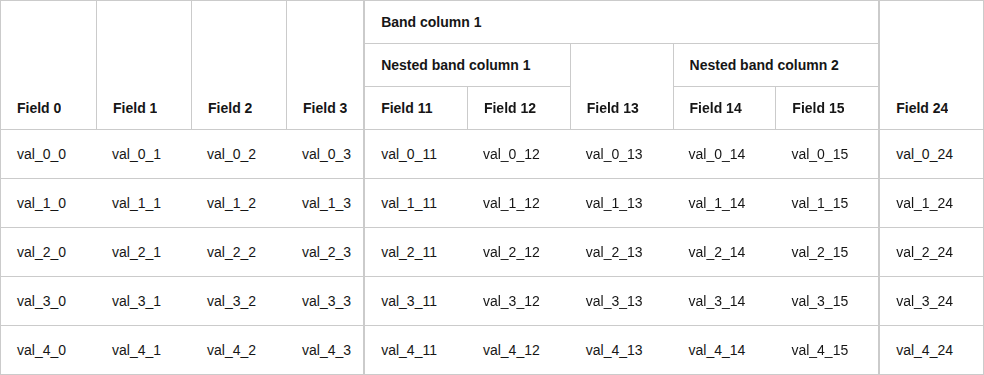 Band column 1
Nested band column 1 Nested band column 2
Field 0 Field 1 Field 2 Field 3 Field 11 Field 12 Field 13 Field 14 Field 15 Field 24
val_0_0 val_0_1 val_0_2 val_0_3 val_0_11 val_0_12 val_0_13 val_0_14 val_0_15 val_0_24
val_1_0 val_1_1 val_1_2 val_1_3 val_1_11 val_1_12 val_1_13 val_1_14 val_1_15 val_1_24
val_2_0 val_2_1 val_2_2 val_2_3 val_2_11 val_2_12 val_2_13 val_2_14 val_2_15 val_2_24
val_3_0 val_3_1 val_3_2 val_3_3 val_3_11 val_3_12 val_3_13 val_3_14 val_3_15 val_3_24
val_4_0 val_4_1 val_4_2 val_4_3 val_4_11 val_4_12 val_4_13 val_4_14 val_4_15 val_4_24